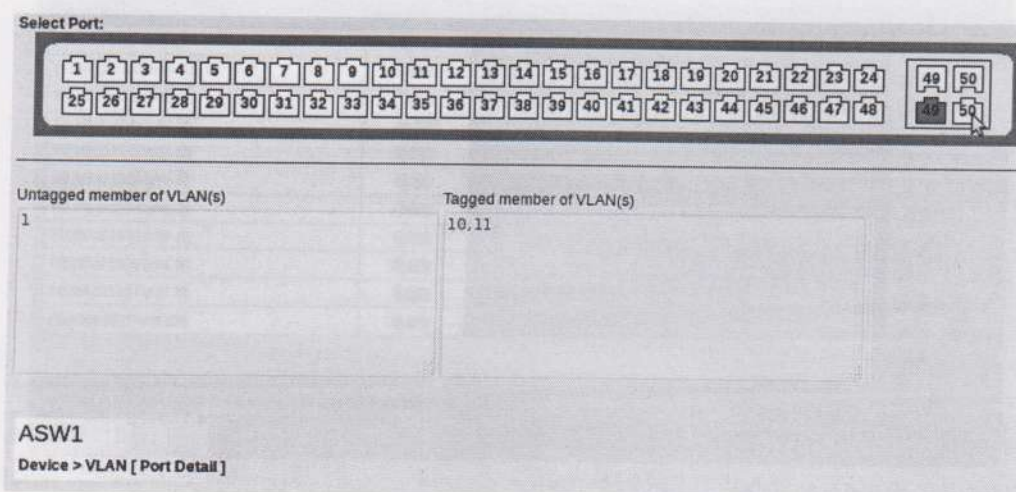 Select Port:
1 2 3 4 5 6 7 8 9 10 11 12 13 14 15 16 17 18 19 20 21 22 23 24 49 50
25 26 27 28 29 30 31 32 33 34 35 36 37 38 39 40 41 42 43 44 45 46 47 48 49 50
Untagged member of VLAN(s) Tagged member of VLAN(s)
1 10,11
ASW1
Device > VLAN [ Port Detail ]